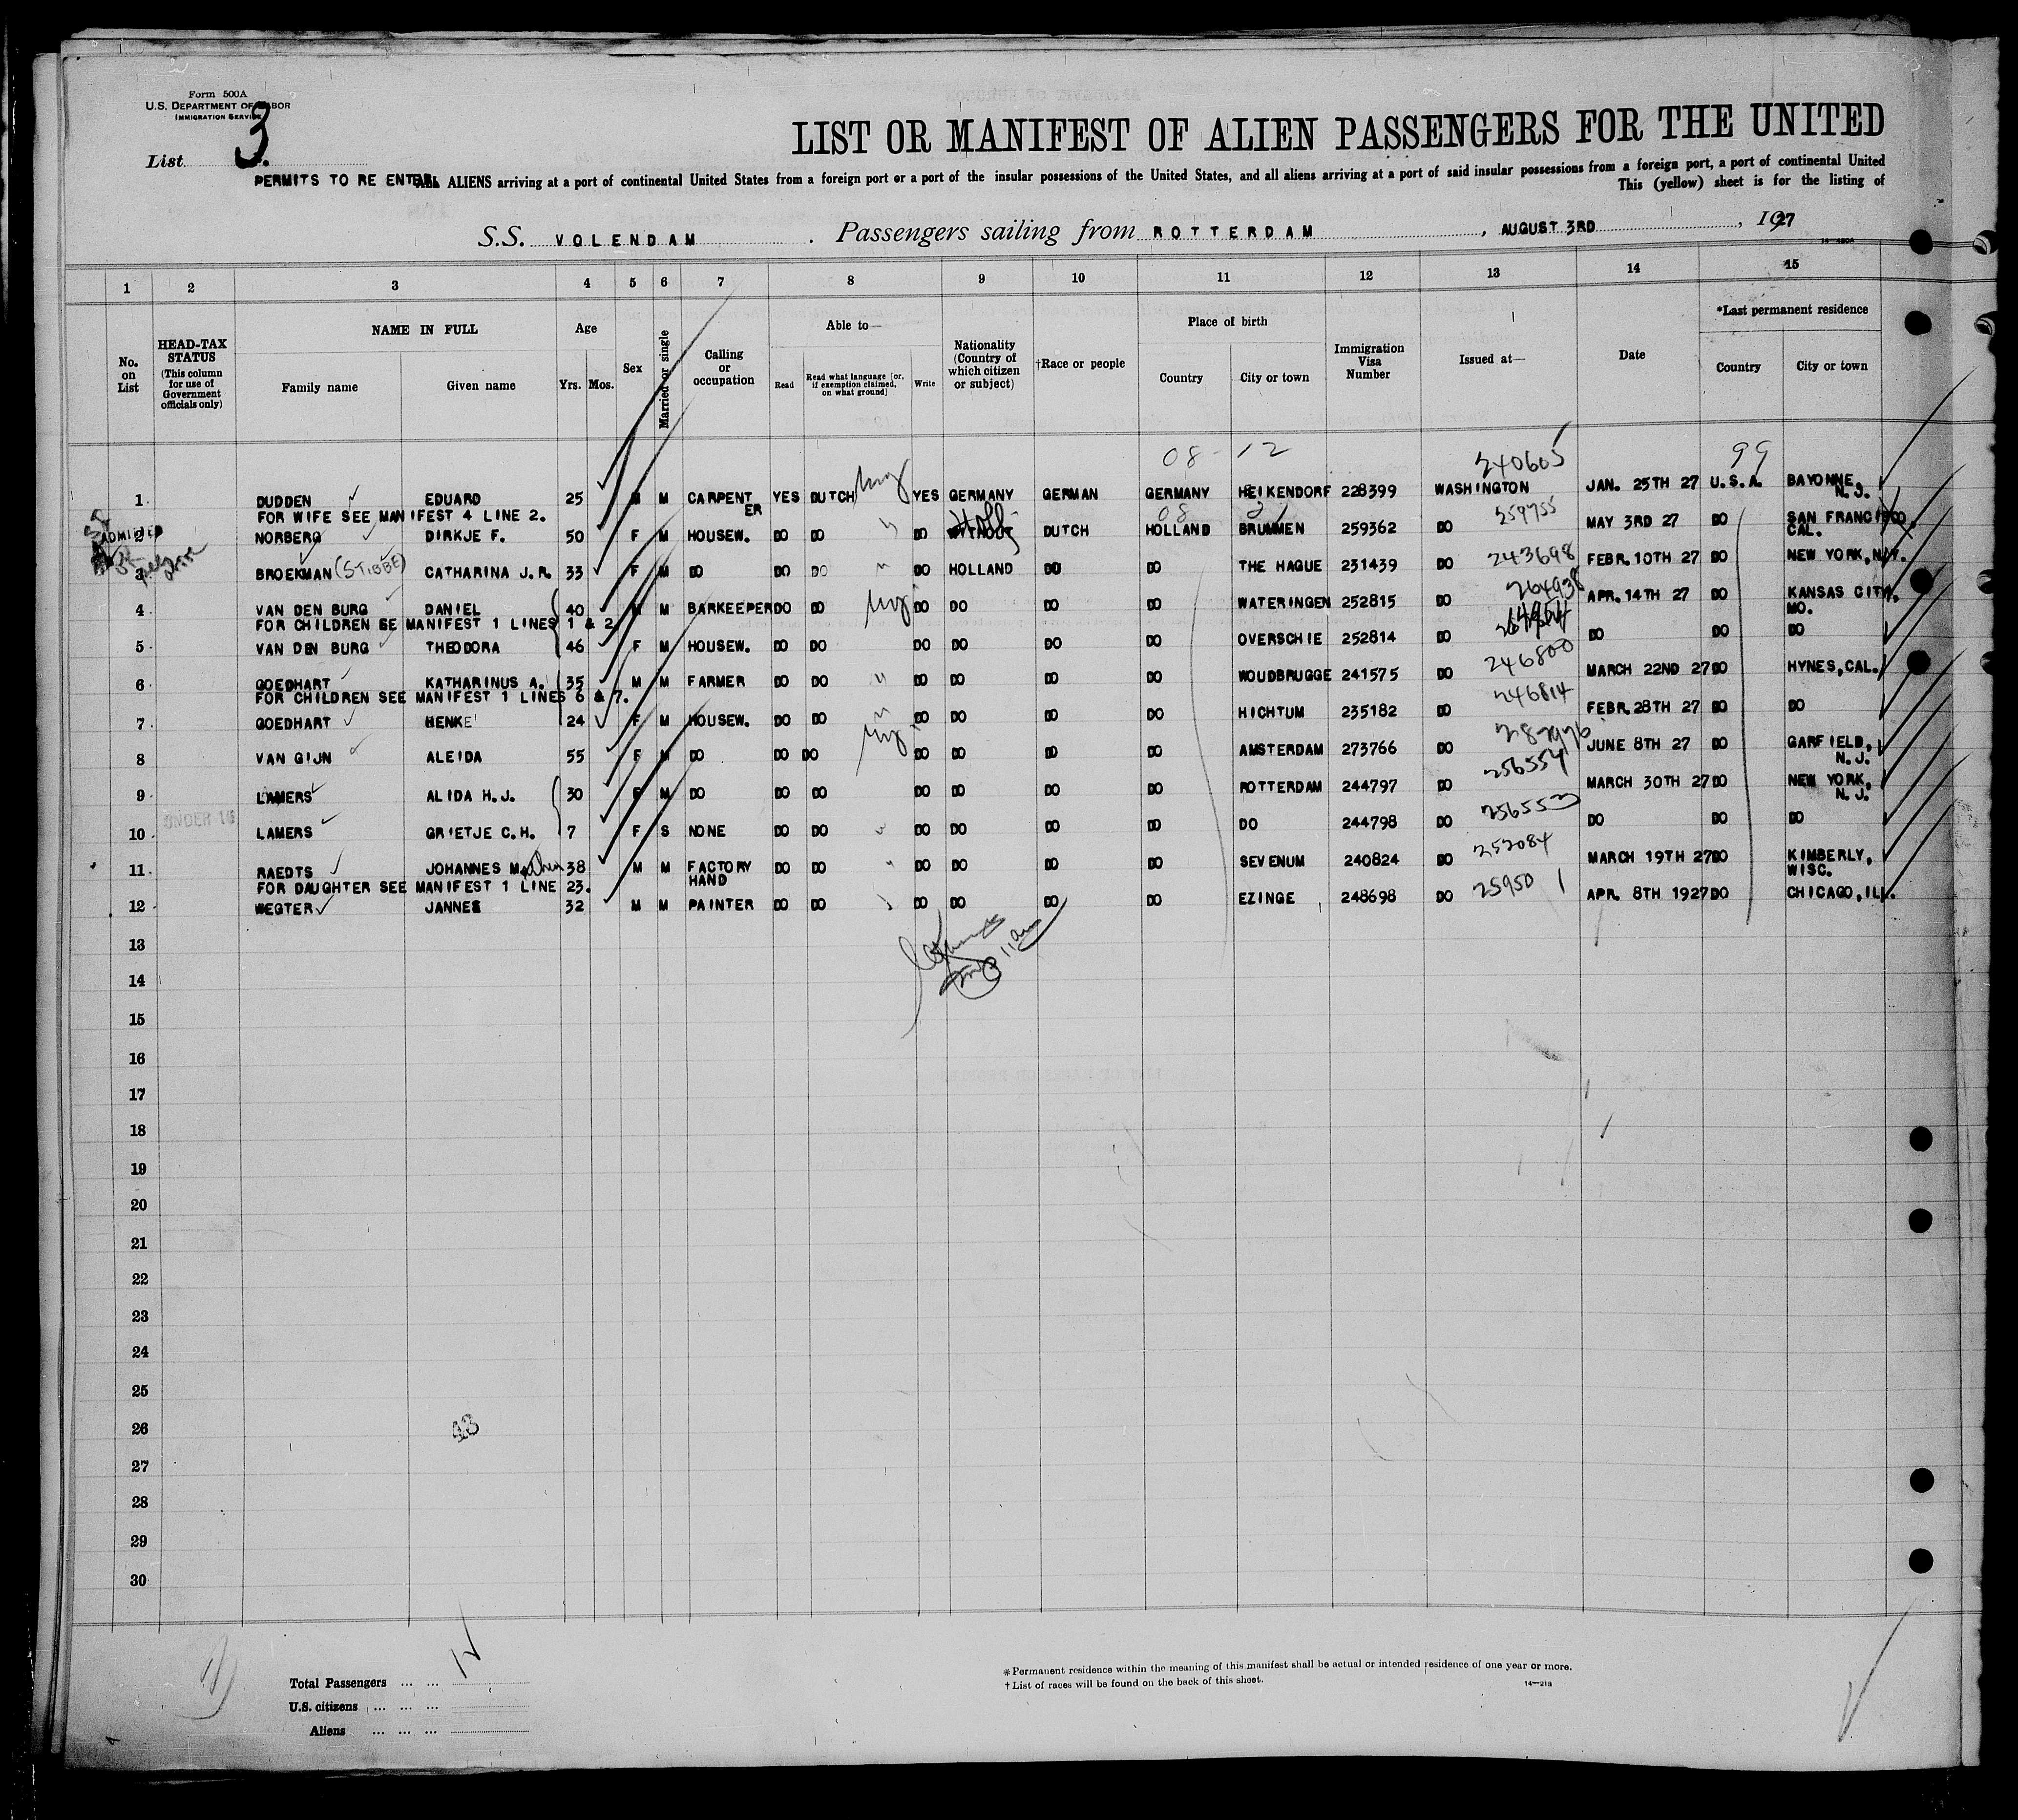 Form 500A
U.S. DEPARTMENT OF LABOR
IMMIGRATION SERVICE
List 3.
LIST OR MANIFEST OF ALIEN PASSENGERS FOR THE UNITED
PERMITS TO RE ENTER. ALL ALIENS arriving at a port of continental United States from a foreign port or a port of the insular possessions of the United States, and all aliens arriving at a port of said insular possessions from a foreign port, a port of continental United
This (yellow) sheet is for the listing of
S.S. VOLENDAM. Passengers sailing from ROTTERDAM, AUGUST 3RD, 1927
1 2 3 4 5 6 7 8 9 10 11 12 13 14 15
No. on List
HEAD-TAX STATUS (This column for use of Government officials only)
NAME IN FULL Family name Given name
Age Yrs. Mos.
Sex
Married or single
Calling or occupation
Able to— Read Read what language [or, if exemption claimed, on what ground] Write
Nationality (Country of which citizen or subject)
†Race or people
Place of birth Country City or town
Immigration Visa Number
Issued at—
Date
*Last permanent residence Country City or town
08 - 12 240605 99
1 DUDDEN EDUARD 25 M M CARPENTER YES DUTCH YES GERMANY GERMAN GERMANY HEIKENDORF 228399 WASHINGTON JAN. 25TH 27 U.S.A. BAYONNE, N.J.
FOR WIFE SEE MANIFEST 4 LINE 2.
ADMITTED
2 NORBERG DIRKJE F. 50 F M HOUSEW. DO DO DO DUTCH HOLLAND BRUMMEN 259362 DO 259755 MAY 3RD 27 DO SAN FRANCISCO, CAL.
3 BROEKMAN (STIBBE) CATHARINA J.R. 33 F M DO DO DO DO HOLLAND DO DO THE HAGUE 231439 DO 243698 FEBR. 10TH 27 DO NEW YORK, N.Y.
4 VAN DEN BURG DANIEL 40 M M BARKEEPER DO DO DO DO DO DO WATERINGEN 252815 DO 264938 APR. 14TH 27 DO KANSAS CITY, MO.
FOR CHILDREN SE MANIFEST 1 LINES 1 & 2
5 VAN DEN BURG THEODORA 46 F M HOUSEW. DO DO DO DO DO DO OVERSCHIE 252814 DO DO DO DO
6 GOEDHART KATHARINUS A. 35 M M FARMER DO DO DO DO DO DO WOUDBRUGGE 241575 DO 246800 MARCH 22ND 27 DO HYNES, CAL.
FOR CHILDREN SEE MANIFEST 1 LINES 6 & 7.
7 GOEDHART HENKE 24 F M HOUSEW. DO DO DO DO DO DO HICHTUM 235182 DO 246814 FEBR. 28TH 27 DO DO
8 VAN GIJN ALEIDA 55 F M DO DO DO DO DO DO DO AMSTERDAM 273766 DO JUNE 8TH 27 DO GARFIELD, N.J.
9 LAMERS ALIDA H.J. 30 F M DO DO DO DO DO DO DO ROTTERDAM 244797 DO 256554 MARCH 30TH 27 DO NEW YORK, N.J.
UNDER 16
10 LAMERS GRIETJE C.H. 7 F S NONE DO DO DO DO DO DO DO 244798 DO 256553 DO DO DO
11 RAEDTS JOHANNES M 38 M M FACTORY HAND DO DO DO DO DO DO SEVENUM 240824 DO 252084 MARCH 19TH 27 DO KIMBERLY, WISC.
FOR DAUGHTER SEE MANIFEST 1 LINE 23.
12 WEGTER JANNES 32 M M PAINTER DO DO DO DO DO DO EZINGE 248698 DO 25950 1 APR. 8TH 1927 DO CHICAGO, ILL.
13
14
15
16
17
18
19
20
21
22
23
24
25
26
43
27
28
29
30
Total Passengers ... ... 12
U.S. citizens ... ... ...
Aliens ... ... ...
* Permanent residence within the meaning of this manifest shall be actual or intended residence of one year or more.
† List of races will be found on the back of this sheet.
14—213